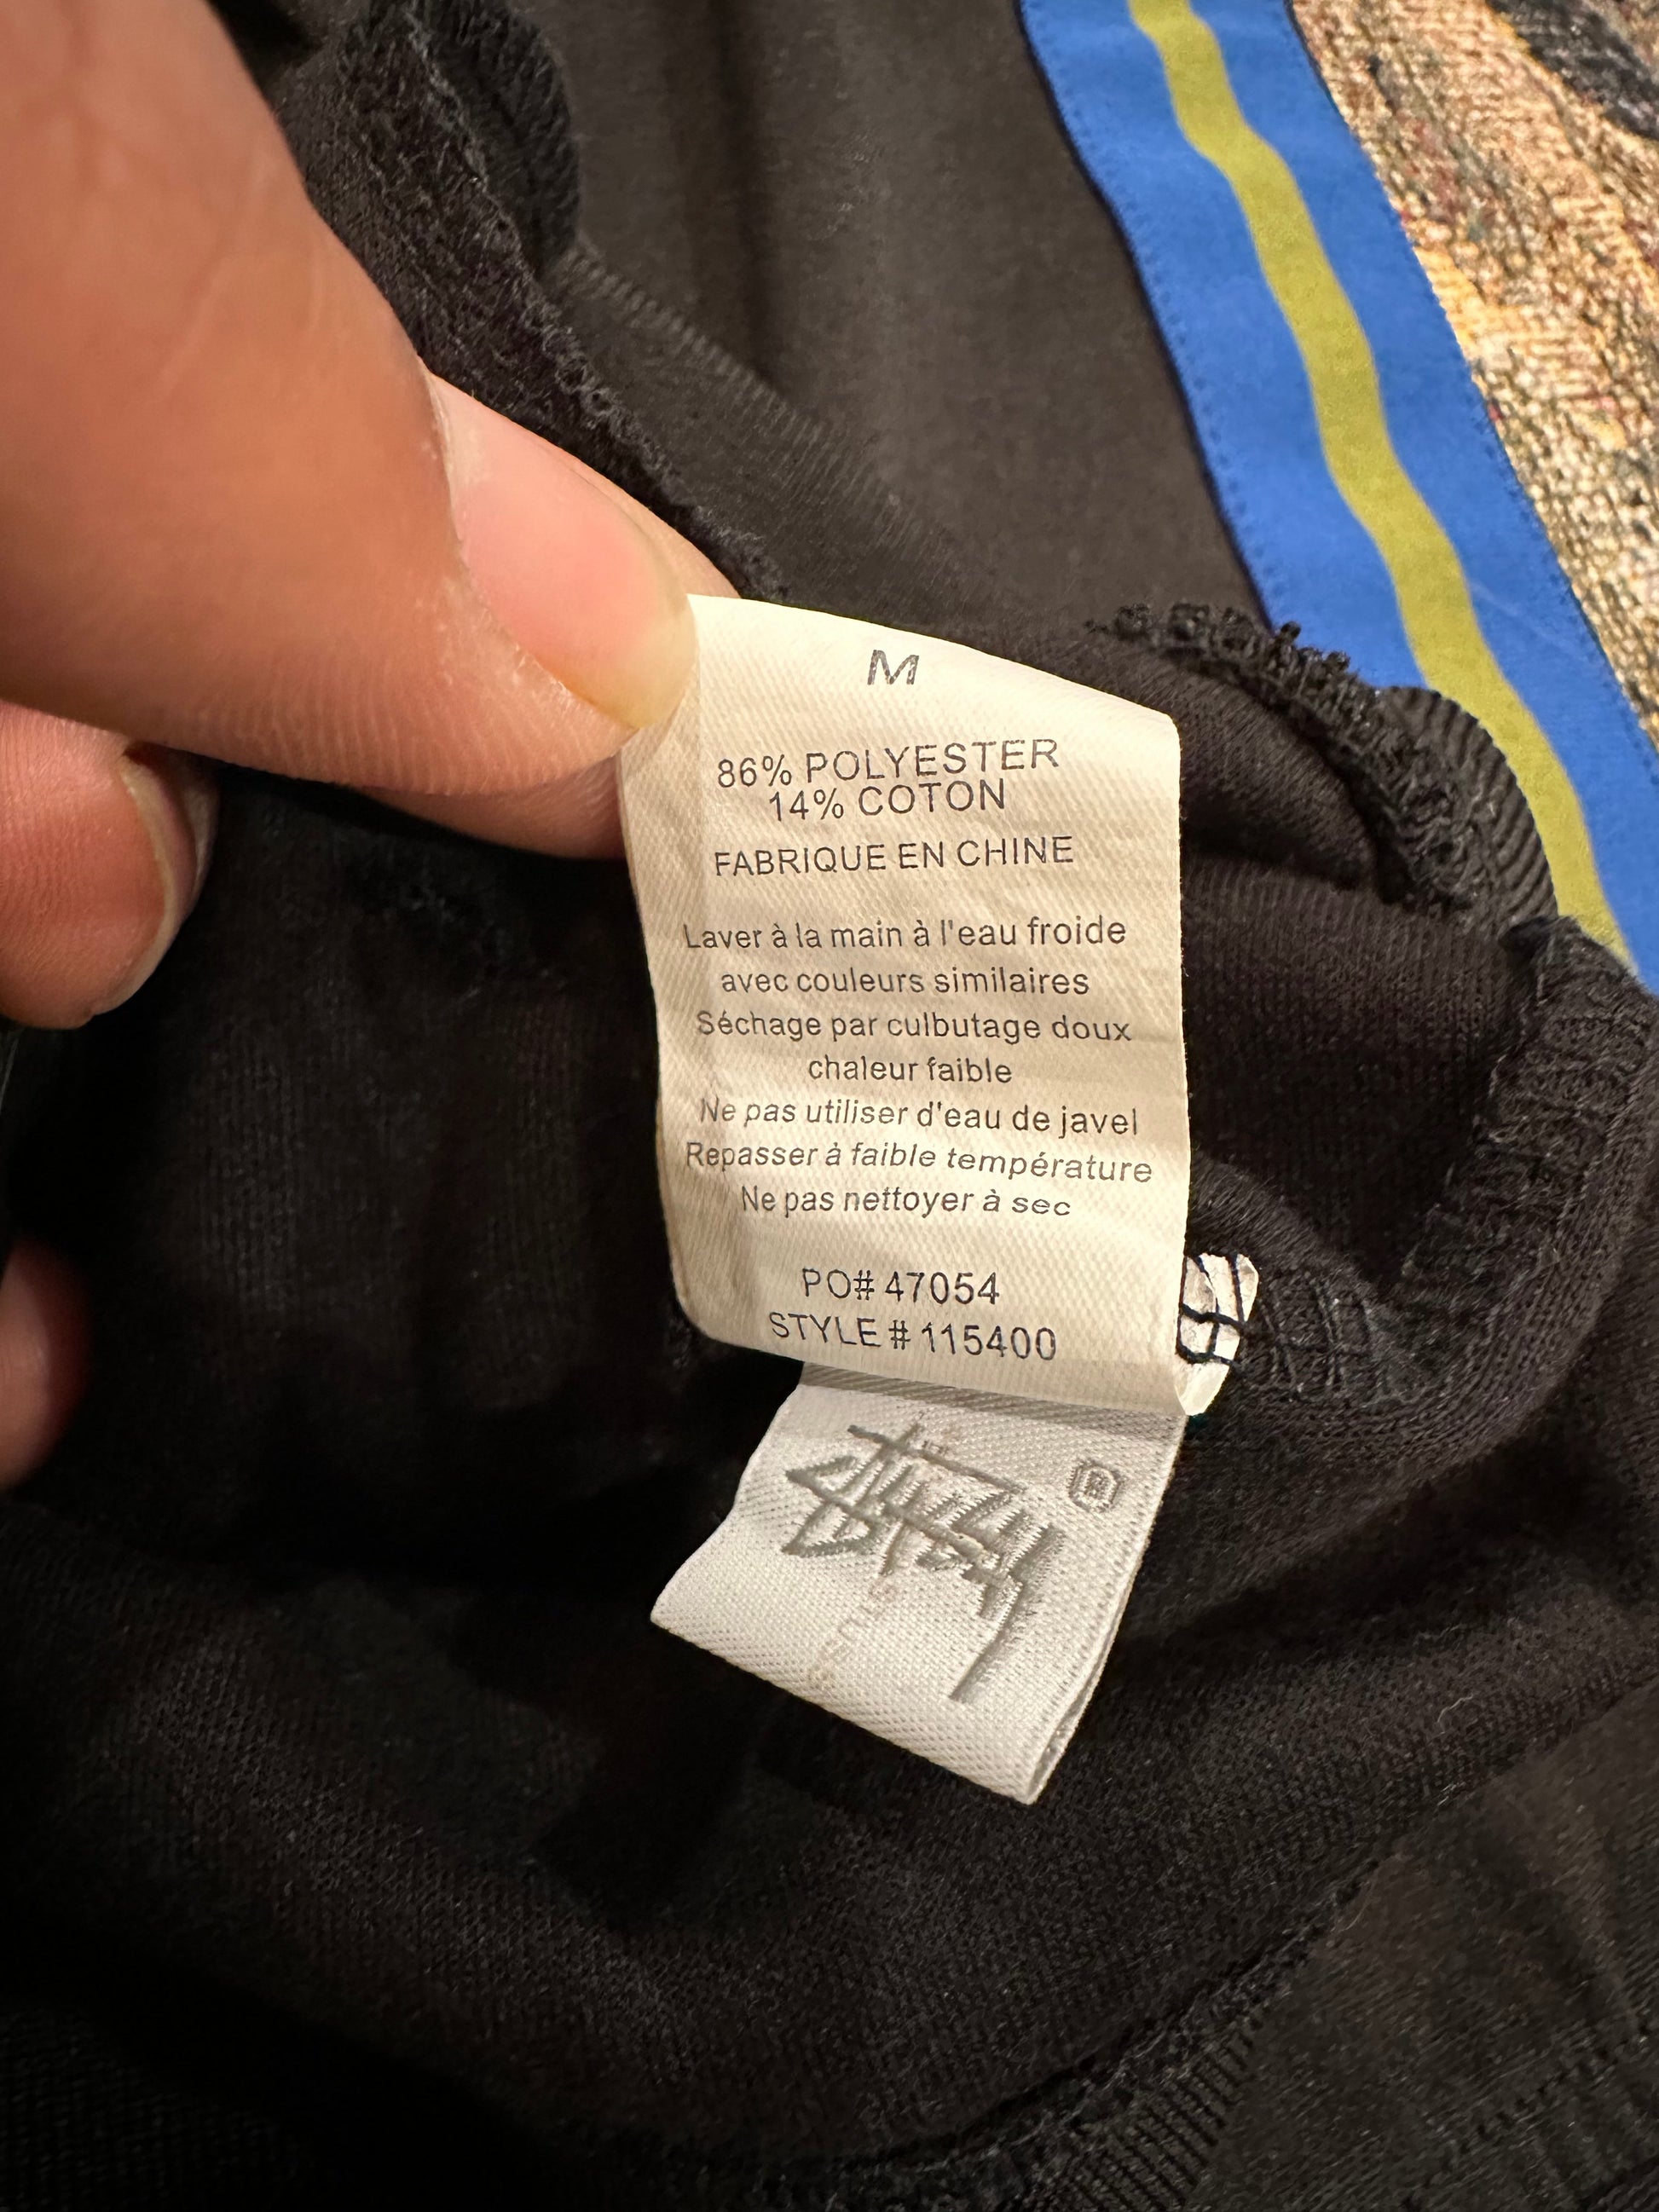 M
86% POLYESTER
14% COTON
FABRIQUE EN CHINE
Laver à la main à l'eau froide
avec couleurs similaires
Séchage par culbutage doux
chaleur faible
Ne pas utiliser d'eau de javel
Repasser à faible température
Ne pas nettoyer à sec
PO# 47054
STYLE # 115400
Stüssy ®